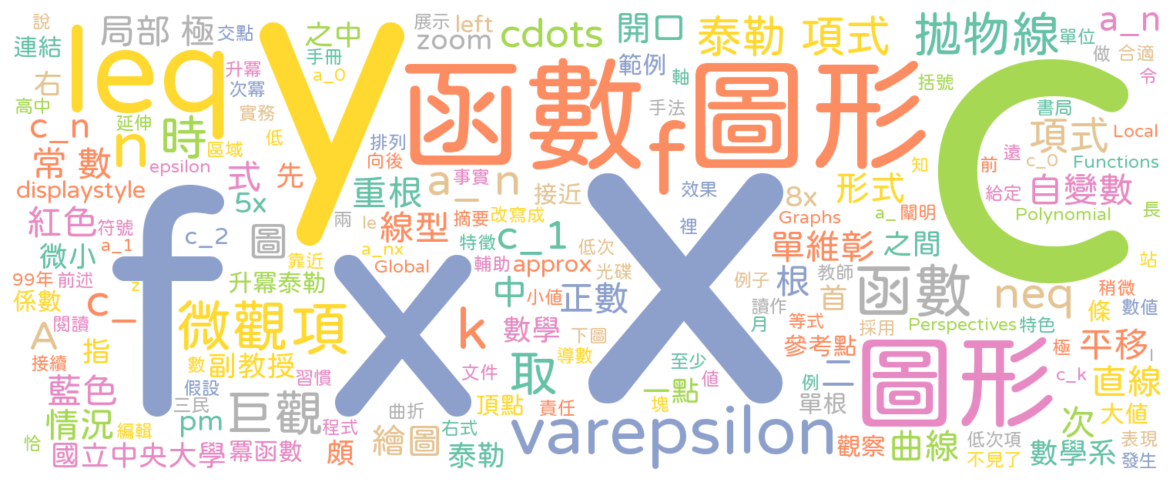 說
局部 極
交點
之中
展示
left
cdots
開口
泰勒 項式
拋物線
a_n
連結
手冊
zoom
單位
做
合適
leq
y
升冪
a_0
範例
軸
令
右
次冪
函數圖形
括號
高中
實務
手法
f
書局
c_n
延伸
時
低
C
項式
Local
n
區域
排列
知
遠
c_0
Functions
常 數
epsilon
向後
前
式
先
重根
a_
事實
n
接近
效果
8x
形式
給定
自變數
displaystyle
5x
改寫成
裡
a_
闡明
Polynomial
長
紅色
符號
兩
le
摘要
Graphs
圖
線型
c_1
單維彰
之間
站
微小
a_1
c_2
靠近
a_nx
特徵
低次
f
x
X
Global
輔助
approx
光碟
例子
根
教師
函數
neq
稍微
99年
前述
z
升冪泰勒
中
小值
正數
首
條
數值
係數
c_
讀作
Perspectives
特色
A
閱讀
微觀項
k
數學
下圖
月
等式
採用
接續
指
數
副教授
習慣
導數
參考點
極
平移
l
藍色
假設
文件
取
至少
二
例
圖形
c_k
直線
三民
巨觀
頂點
責任
一點
值
單根
大值
情況
編輯
pm
程式
曲折
塊
次
恰
繪圖
右式
varepsilon
低次項
表現
國立中央大學
冪函數
頗
泰勒
觀察
曲線
不見了
數學系
發生